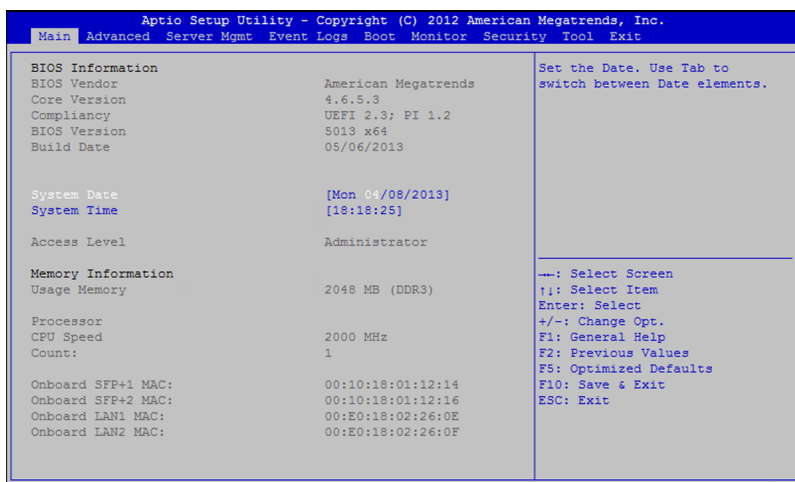 Aptio Setup Utility - Copyright (C) 2012 American Megatrends, Inc.
Main Advanced Server Mgmt Event Logs Boot Monitor Security Tool Exit
BIOS Information
BIOS Vendor American Megatrends
Core Version 4.6.5.3
Compliancy UEFI 2.3; PI 1.2
BIOS Version 5013 x64
Build Date 05/06/2013
System Date [Mon 04/08/2013]
System Time [18:18:25]
Access Level Administrator
Memory Information
Usage Memory 2048 MB (DDR3)
Processor
CPU Speed 2000 MHz
Count: 1
Onboard SFP+1 MAC: 00:10:18:01:12:14
Onboard SFP+2 MAC: 00:10:18:01:12:16
Onboard LAN1 MAC: 00:E0:18:02:26:0E
Onboard LAN2 MAC: 00:E0:18:02:26:0F
Set the Date. Use Tab to
switch between Date elements.
→←: Select Screen
↑↓: Select Item
Enter: Select
+/-: Change Opt.
F1: General Help
F2: Previous Values
F5: Optimized Defaults
F10: Save & Exit
ESC: Exit